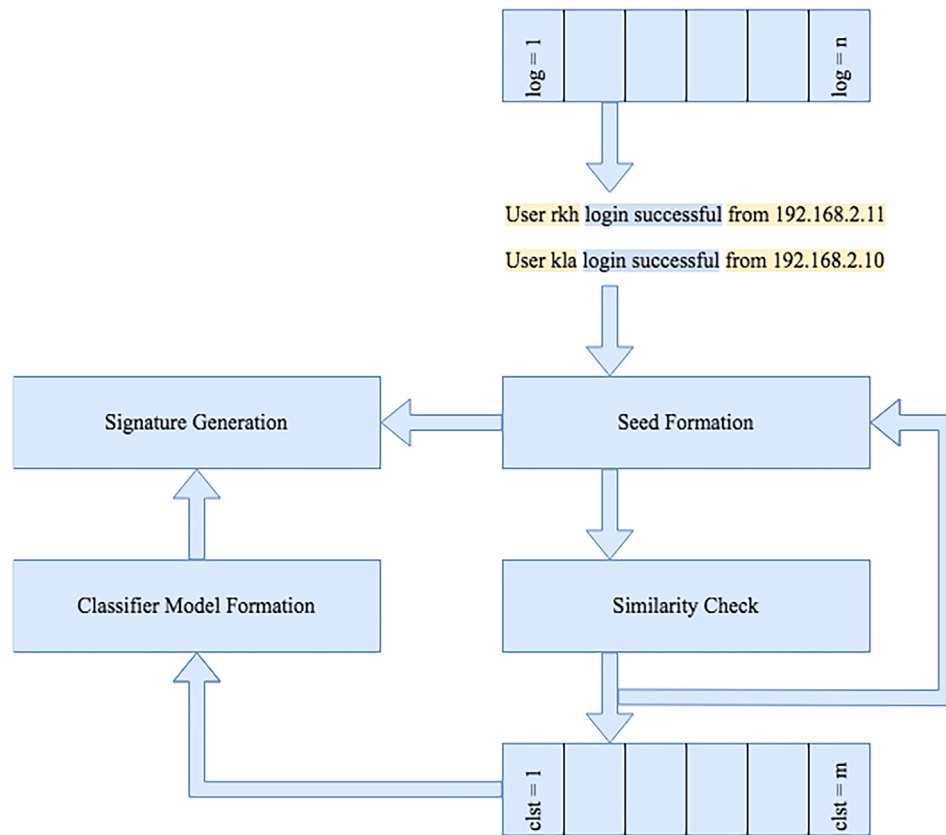 log = 1
log = n
User rkh login successful from 192.168.2.11
User kla login successful from 192.168.2.10
Signature Generation
Seed Formation
Classifier Model Formation
Similarity Check
clst = 1
clst = m